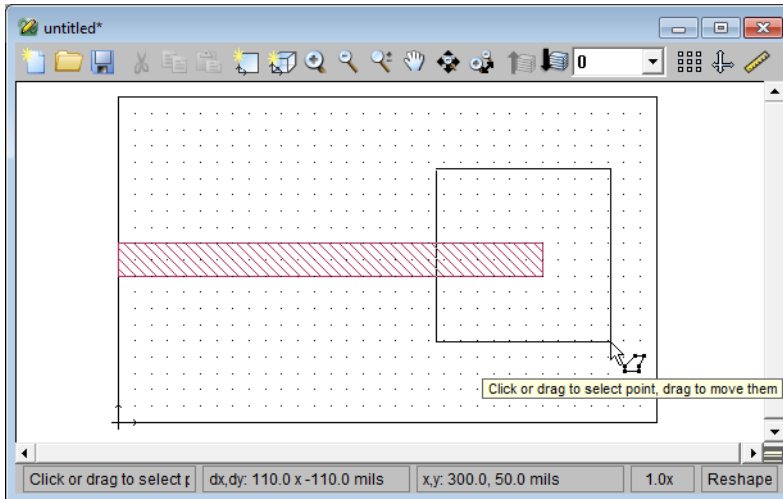 untitled*
0
Click or drag to select point, drag to move them
Click or drag to select p
dx,dy: 110.0 x -110.0 mils
x,y: 300.0, 50.0 mils
1.0x
Reshape